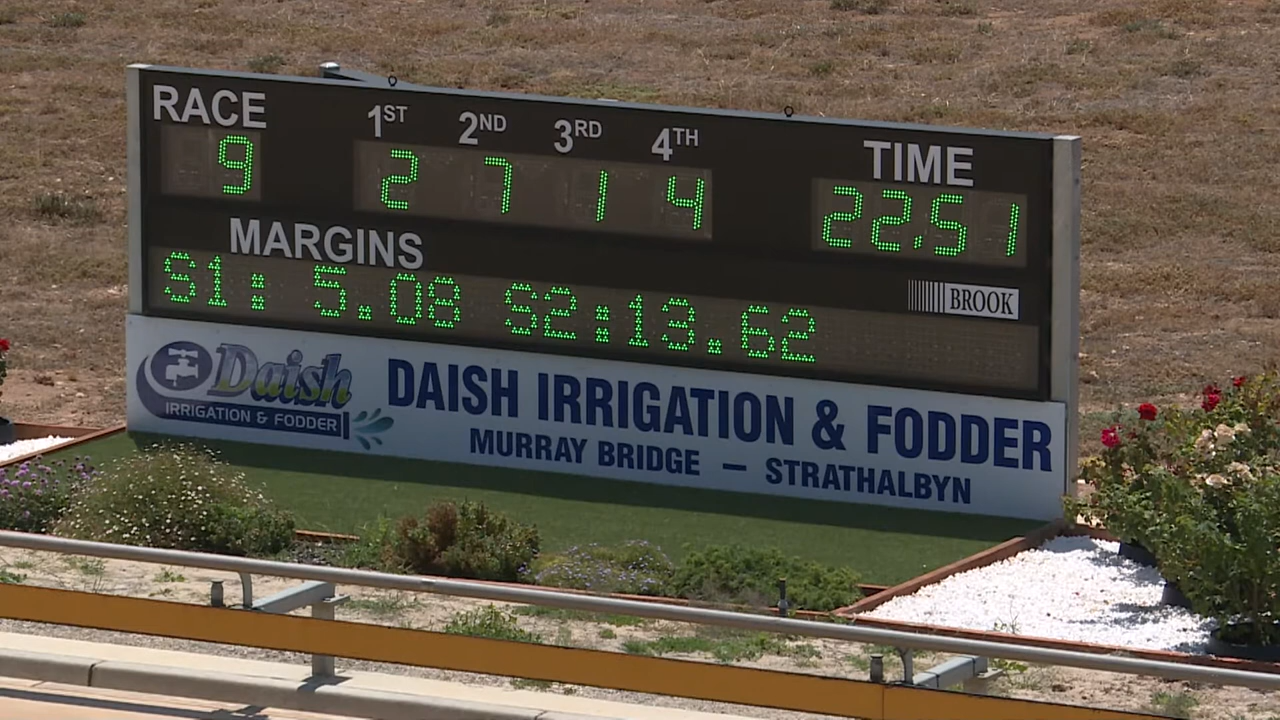 RACE 1ST 2ND 3RD 4TH TIME
9 2 7 1 4 22.51
MARGINS
S1: 5.08 S2:13.62
BROOK
Daish
IRRIGATION & FODDER
DAISH IRRIGATION & FODDER
MURRAY BRIDGE – STRATHALBYN